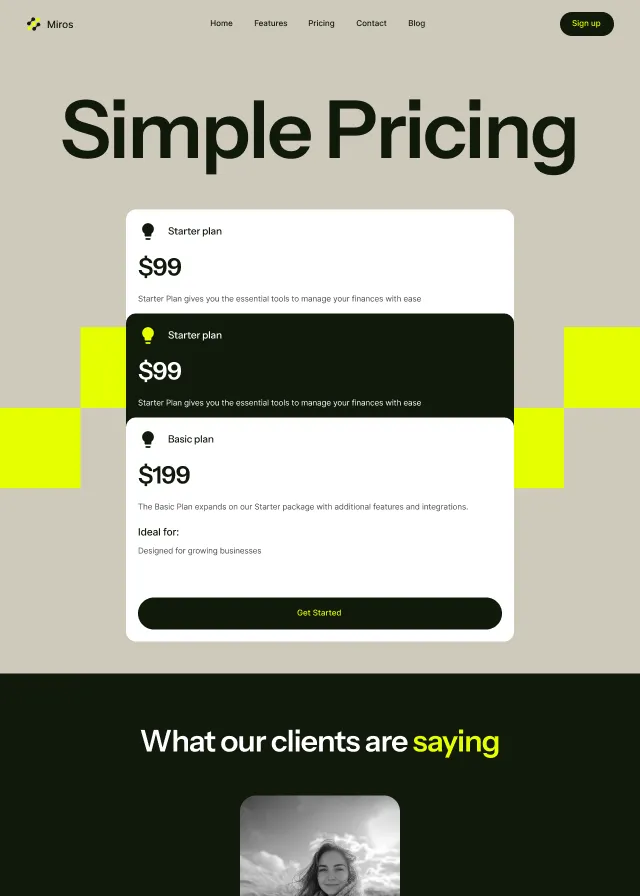 Miros
Home Features Pricing Contact Blog
Sign up
Simple Pricing
Starter plan
$99
Starter Plan gives you the essential tools to manage your finances with ease
Starter plan
$99
Starter Plan gives you the essential tools to manage your finances with ease
Basic plan
$199
The Basic Plan expands on our Starter package with additional features and integrations.
Ideal for:
Designed for growing businesses
Get Started
What our clients are saying